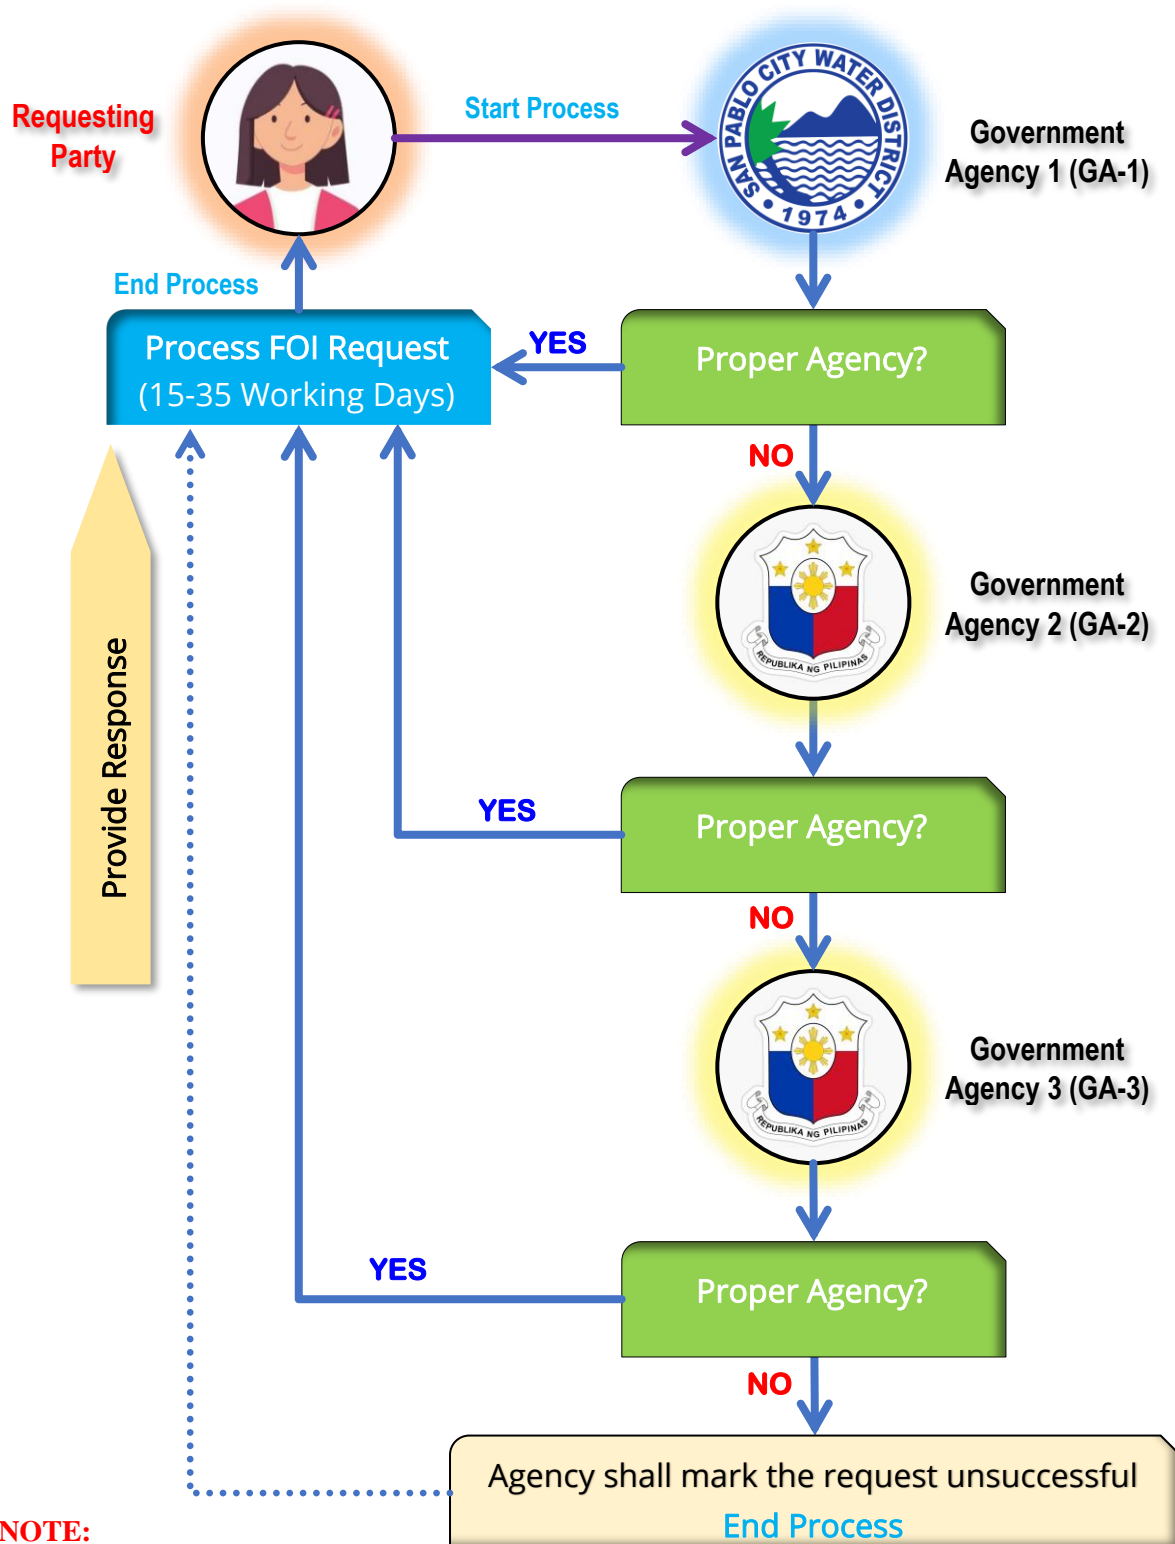 Requesting
Party
Start Process
SAN PABLO CITY WATER DISTRICT
• 1974 •
Government
Agency 1 (GA-1)
End Process
Process FOI Request
(15-35 Working Days)
YES
Proper Agency?
NO
REPUBLIKA NG PILIPINAS
Government
Agency 2 (GA-2)
Provide Response
YES
Proper Agency?
NO
REPUBLIKA NG PILIPINAS
Government
Agency 3 (GA-3)
YES
Proper Agency?
NO
Agency shall mark the request unsuccessful
End Process
NOTE: